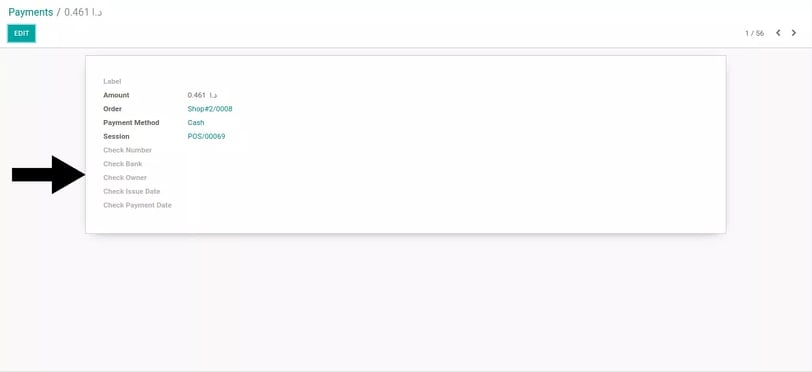 Payments / 0.461 د.ا
EDIT
1 / 56
Label
Amount 0.461 د.ا
Order Shop#2/0008
Payment Method Cash
Session POS/00069
Check Number
Check Bank
Check Owner
Check Issue Date
Check Payment Date